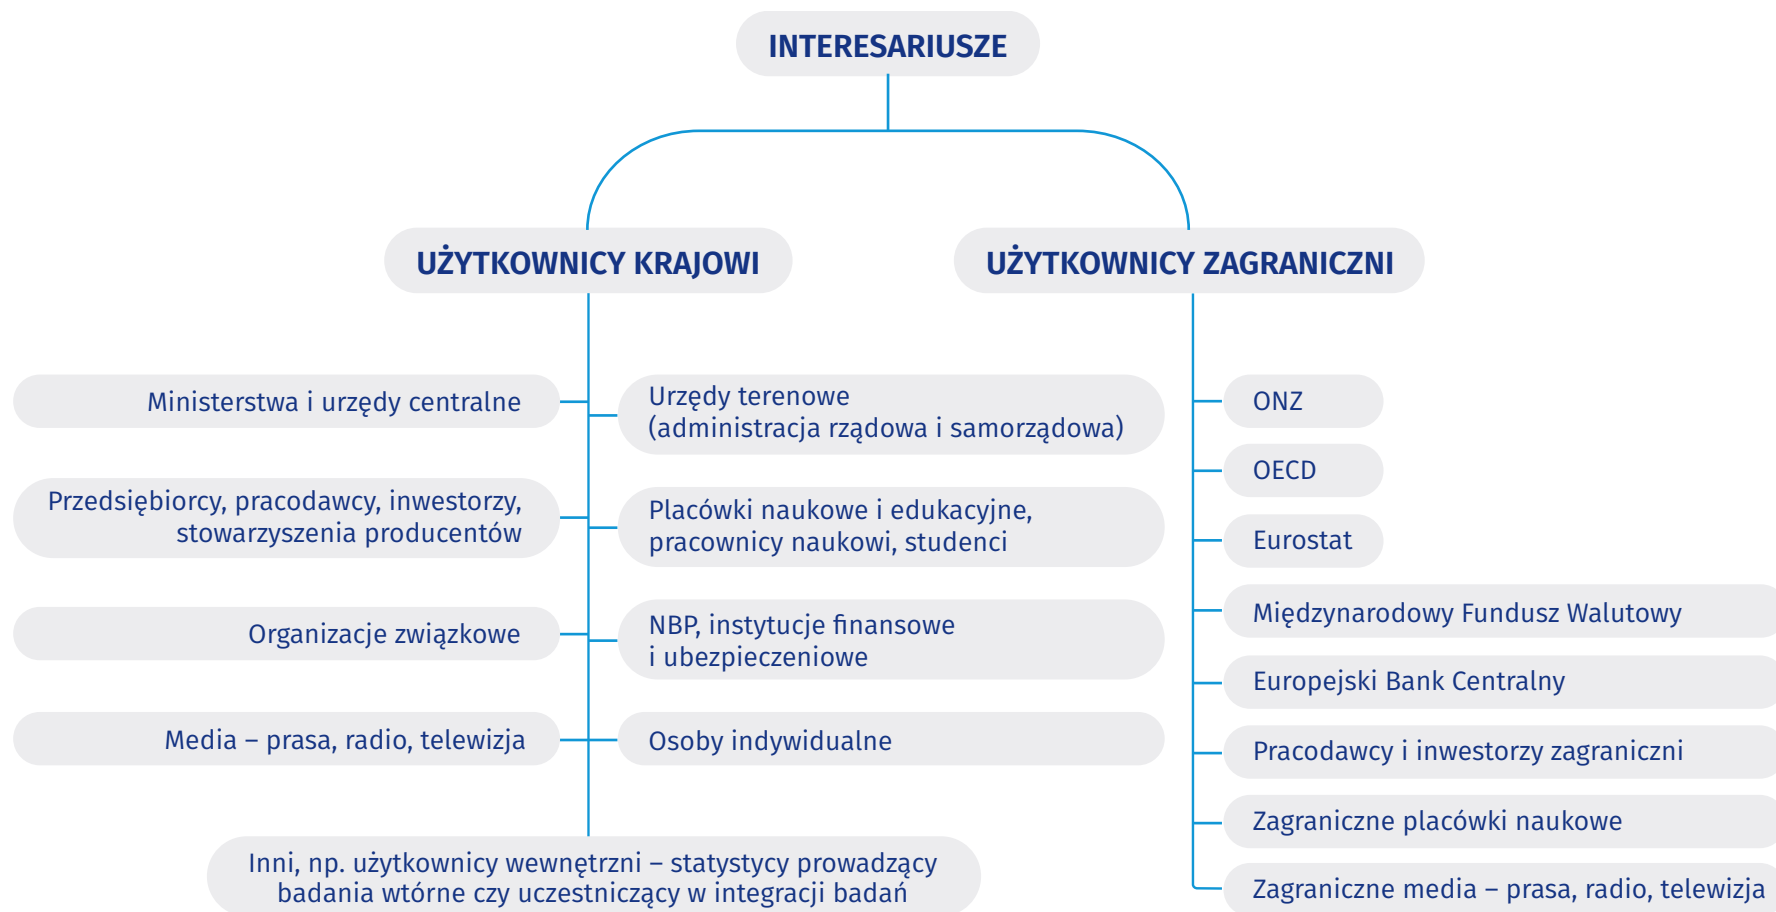 INTERESARIUSZE
UŻYTKOWNICY KRAJOWI
UŻYTKOWNICY ZAGRANICZNI
Ministerstwa i urzędy centralne
Urzędy terenowe
(administracja rządowa i samorządowa)
Przedsiębiorcy, pracodawcy, inwestorzy,
stowarzyszenia producentów
Placówki naukowe i edukacyjne,
pracownicy naukowi, studenci
Organizacje związkowe
NBP, instytucje finansowe
i ubezpieczeniowe
Media – prasa, radio, telewizja
Osoby indywidualne
Inni, np. użytkownicy wewnętrzni – statystycy prowadzący
badania wtórne czy uczestniczący w integracji badań
ONZ
OECD
Eurostat
Międzynarodowy Fundusz Walutowy
Europejski Bank Centralny
Pracodawcy i inwestorzy zagraniczni
Zagraniczne placówki naukowe
Zagraniczne media – prasa, radio, telewizja